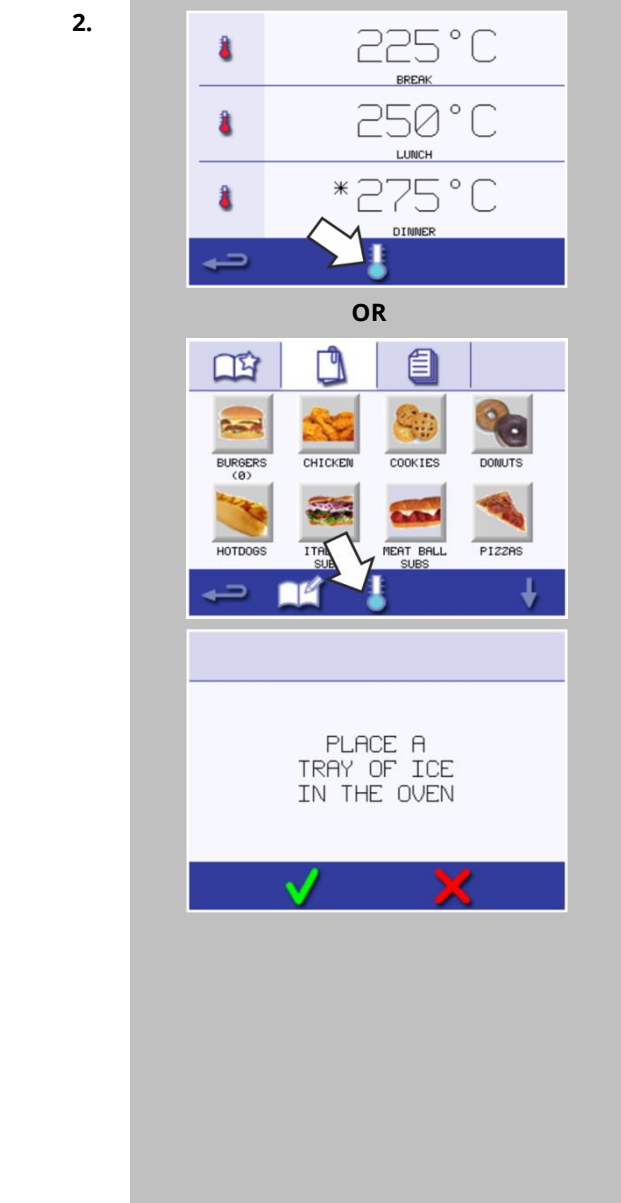 2.
225°C
BREAK
250°C
LUNCH
*275°C
DINNER
OR
BURGERS CHICKEN COOKIES DONUTS
(0)
HOTDOGS MEAT BALL PIZZAS
SUBS
PLACE A
TRAY OF ICE
IN THE OVEN